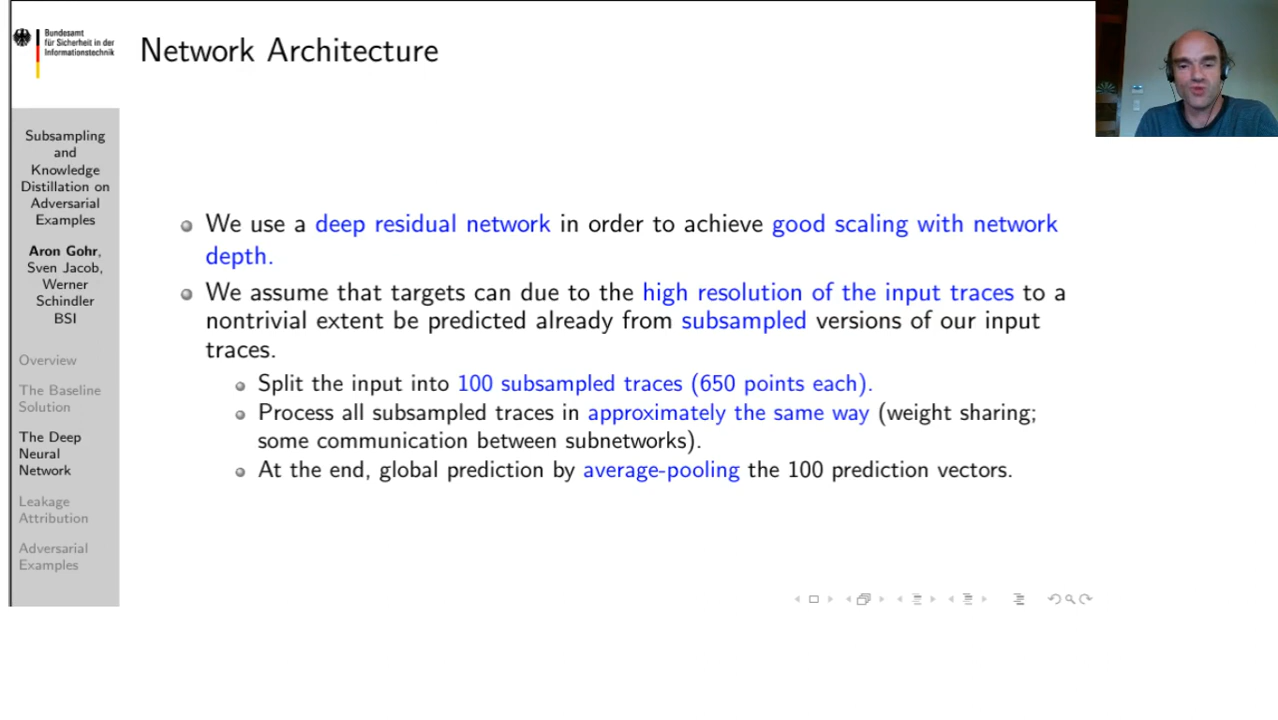 Bundesamt
für Sicherheit in der
Informationstechnik
Network Architecture
Subsampling
and
Knowledge
Distillation on
Adversarial
Examples
Aron Gohr,
Sven Jacob,
Werner
Schindler
BSI
Overview
The Baseline
Solution
The Deep
Neural
Network
Leakage
Attribution
Adversarial
Examples
We use a deep residual network in order to achieve good scaling with network
depth.
We assume that targets can due to the high resolution of the input traces to a
nontrivial extent be predicted already from subsampled versions of our input
traces.
Split the input into 100 subsampled traces (650 points each).
Process all subsampled traces in approximately the same way (weight sharing;
some communication between subnetworks).
At the end, global prediction by average-pooling the 100 prediction vectors.